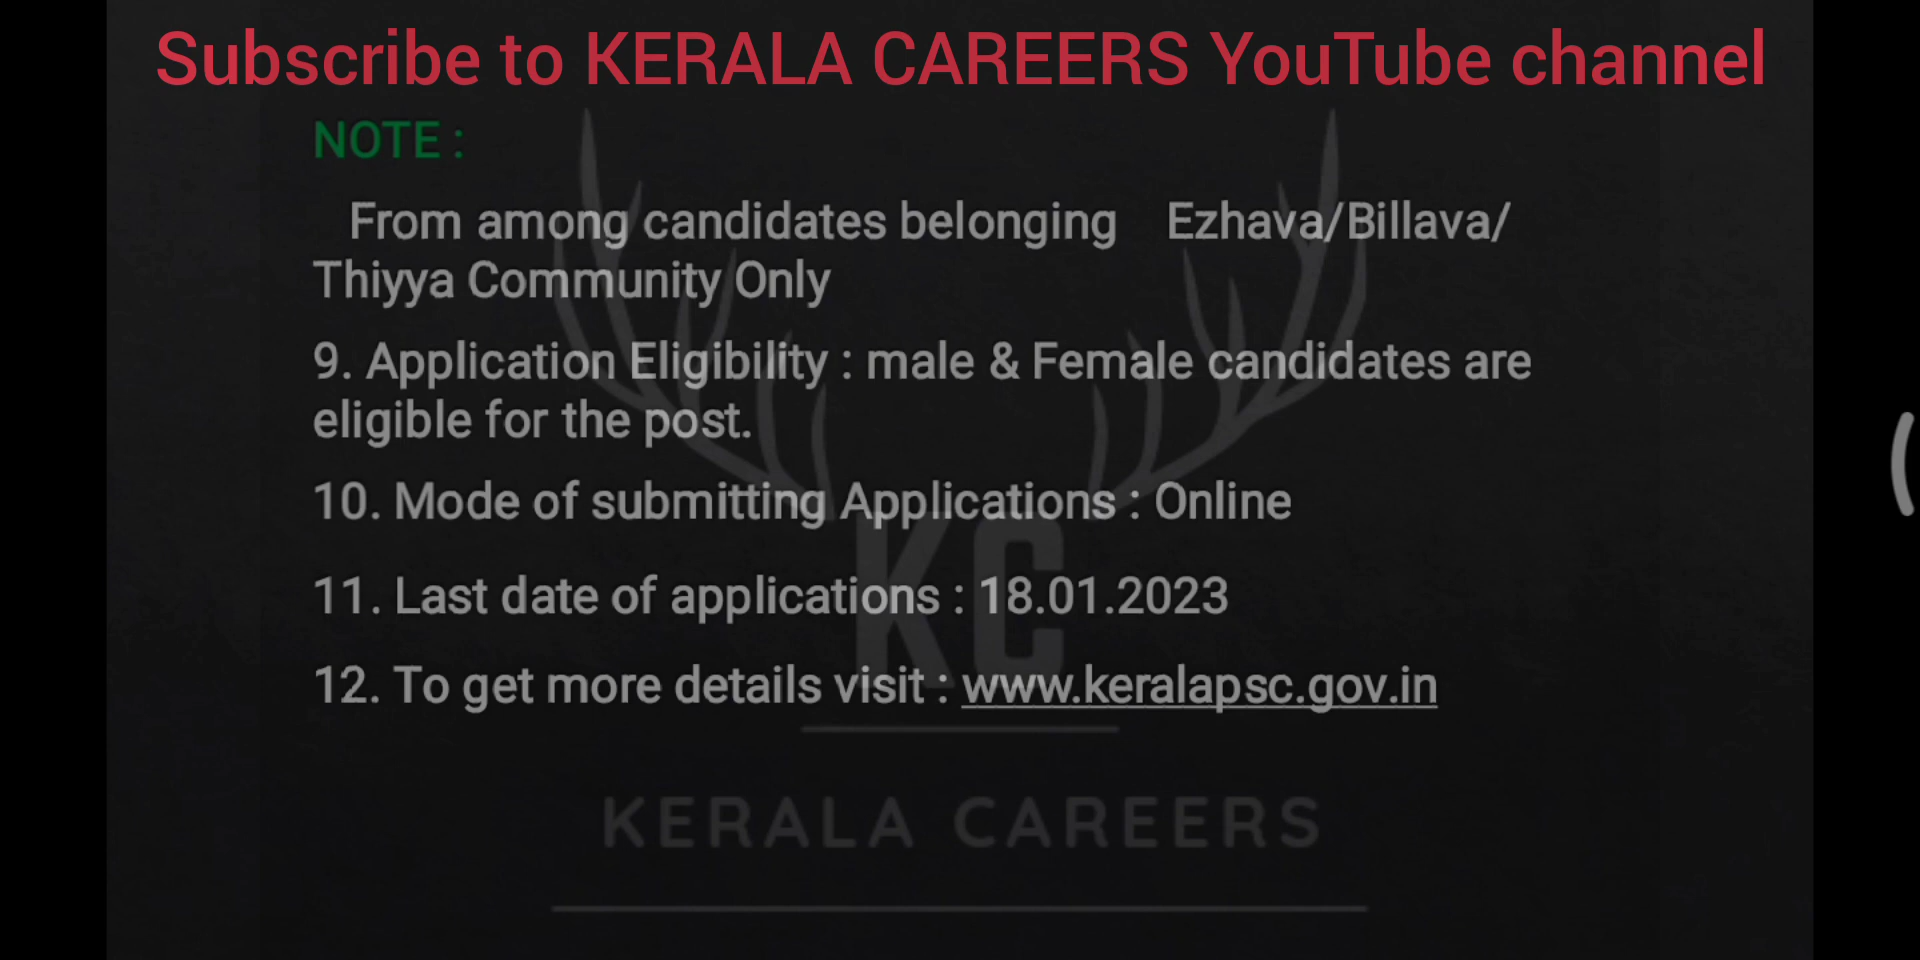 Subscribe to KERALA CAREERS YouTube channel
NOTE :
From among candidates belonging Ezhava/Billava/
Thiyya Community Only
9. Application Eligibility : male & Female candidates are
eligible for the post.
10. Mode of submitting Applications : Online
11. Last date of applications : 18.01.2023
12. To get more details visit : www.keralapsc.gov.in
KC
KERALA CAREERS